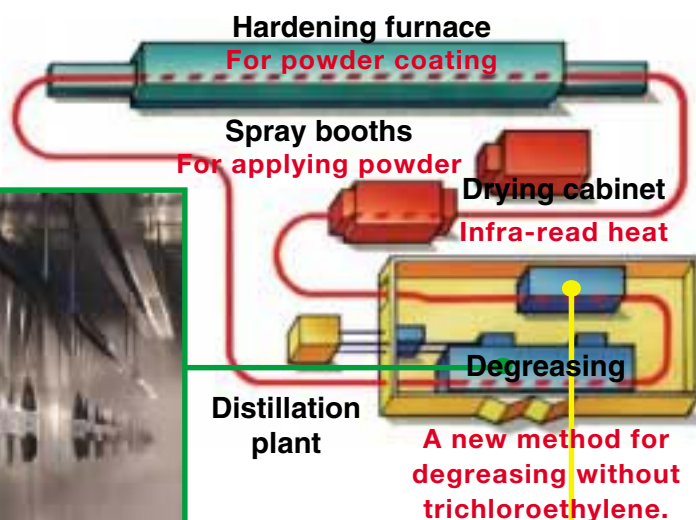 Hardening furnace
For powder coating
Spray booths
For applying powder
Drying cabinet
Infra-read heat
Degreasing
Distillation
plant
A new method for
degreasing without
trichloroethylene.